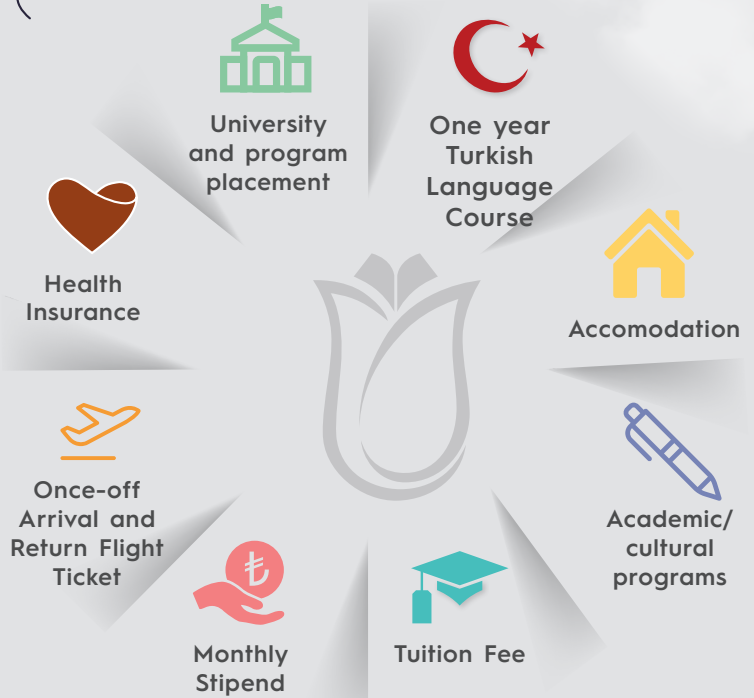 University
and program
placement
One year
Turkish
Language
Course
Health
Insurance
Accomodation
Once-off
Arrival and
Return Flight
Ticket
Academic/
cultural
programs
Monthly
Stipend
Tuition Fee